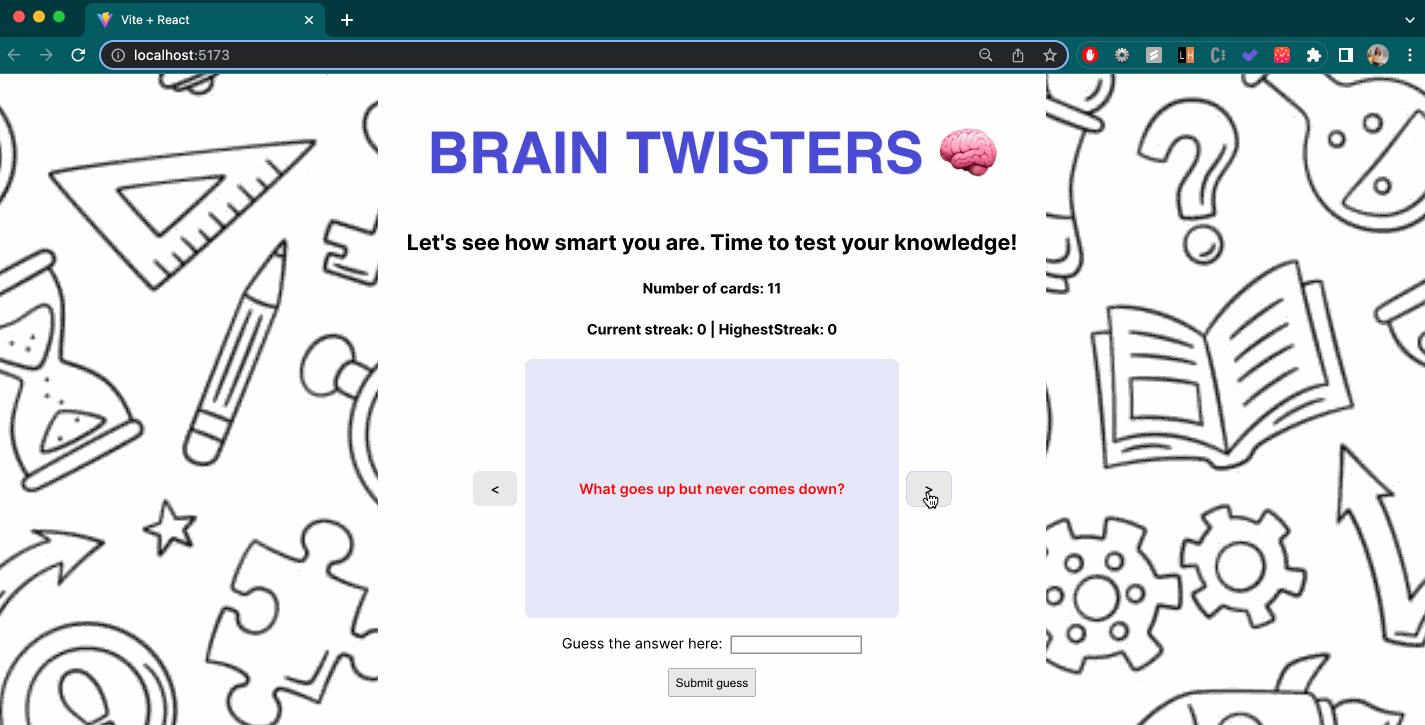 Vite + React
localhost:5173
BRAIN TWISTERS 🧠
Let's see how smart you are. Time to test your knowledge!
Number of cards: 11
Current streak: 0 | HighestStreak: 0
<
What goes up but never comes down?
>
Guess the answer here:
Submit guess